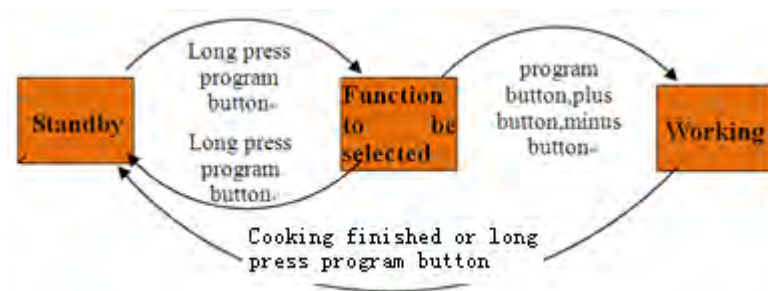 Long press
program
button
Standby
Long press
program
button
Function
to be
selected
program
button,plus
button,minus
button
Working
Cooking finished or long
press program button